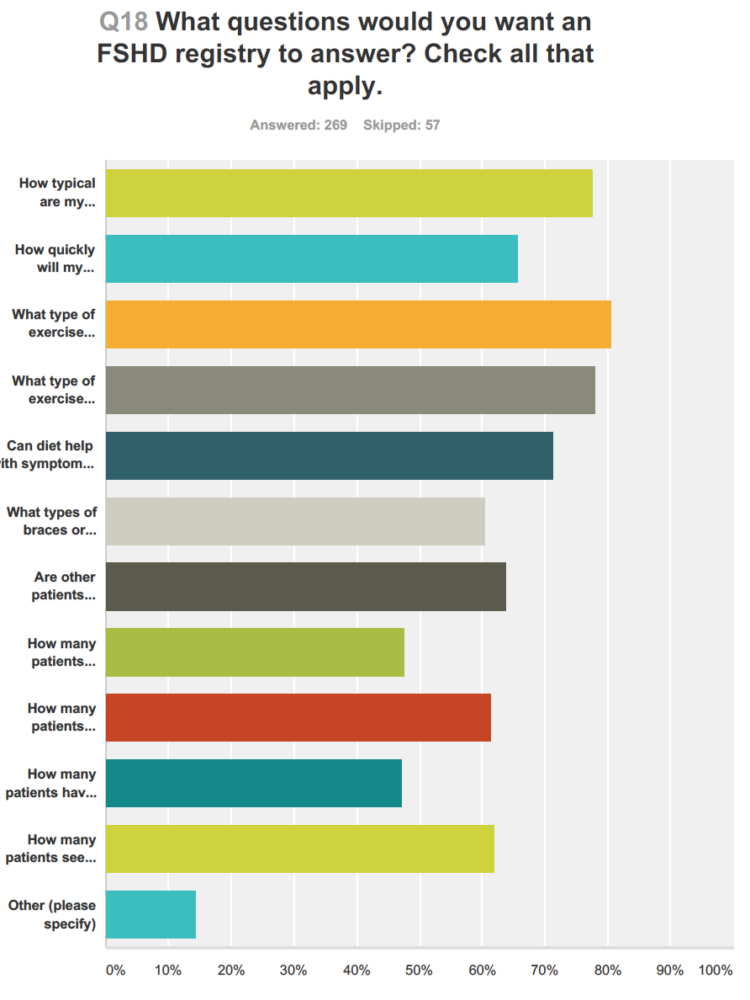 Q18 What questions would you want an
FSHD registry to answer? Check all that
apply.
Answered: 269 Skipped: 57
How typical
are my...
How quickly
will my...
What type of
exercise...
What type of
exercise...
Can diet help
ith symptom...
What types of
braces or...
Are other
patients...
How many
patients...
How many
patients...
How many
patients hav...
How many
patients see...
Other (please
specify)
0% 10% 20% 30% 40% 50% 60% 70% 80% 90% 100%